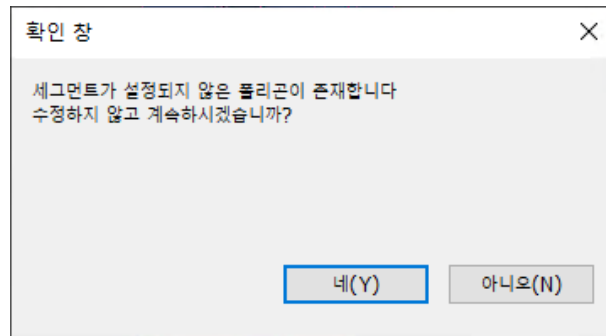 확인 창
세그먼트가 설정되지 않은 폴리곤이 존재합니다
수정하지 않고 계속하시겠습니까?
네(Y)
아니오(N)